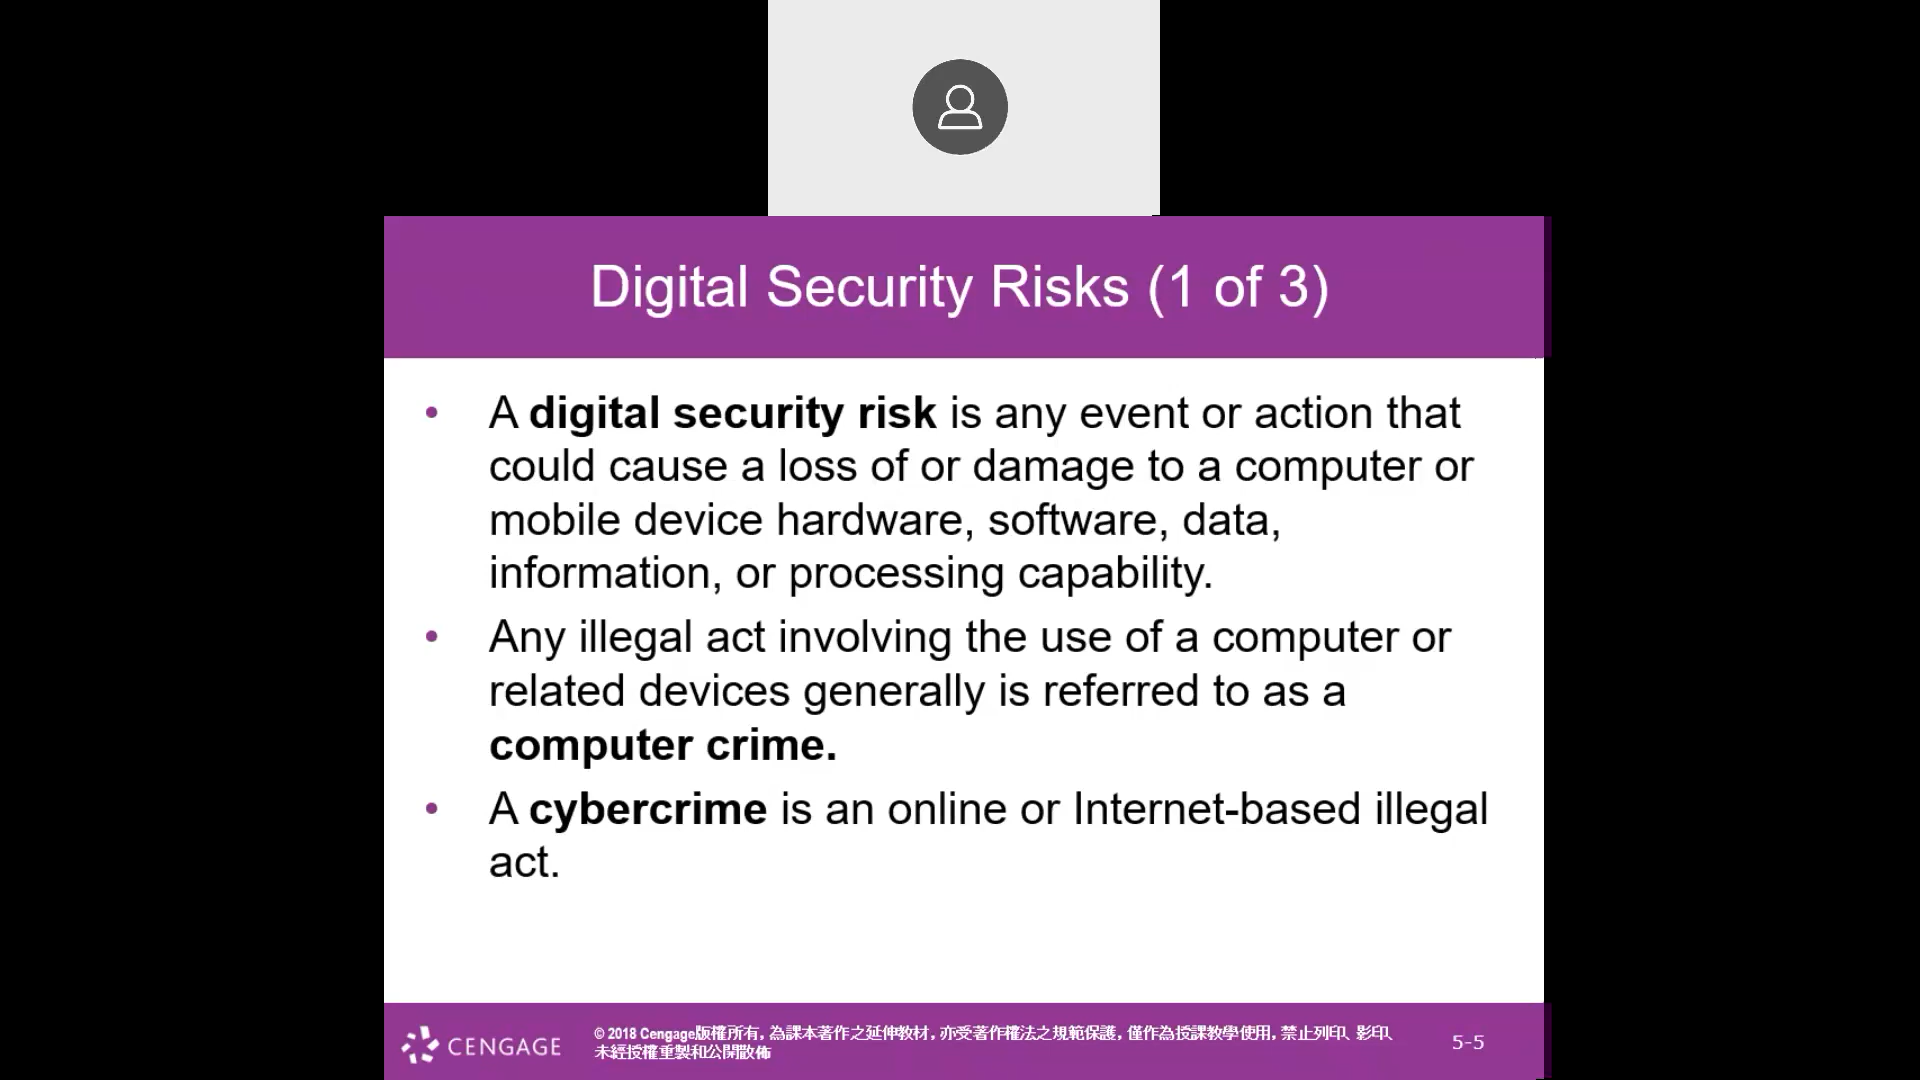 Digital Security Risks (1 of 3)
• A digital security risk is any event or action that
could cause a loss of or damage to a computer or
mobile device hardware, software, data,
information, or processing capability.
• Any illegal act involving the use of a computer or
related devices generally is referred to as a
computer crime.
• A cybercrime is an online or Internet-based illegal
act.
CENGAGE
© 2018 Cengage版權所有, 為課本著作之延伸教材, 亦受著作權法之規範保護, 僅作為授課教學使用, 禁止列印、影印、
未經授權重製和公開散佈
5-5